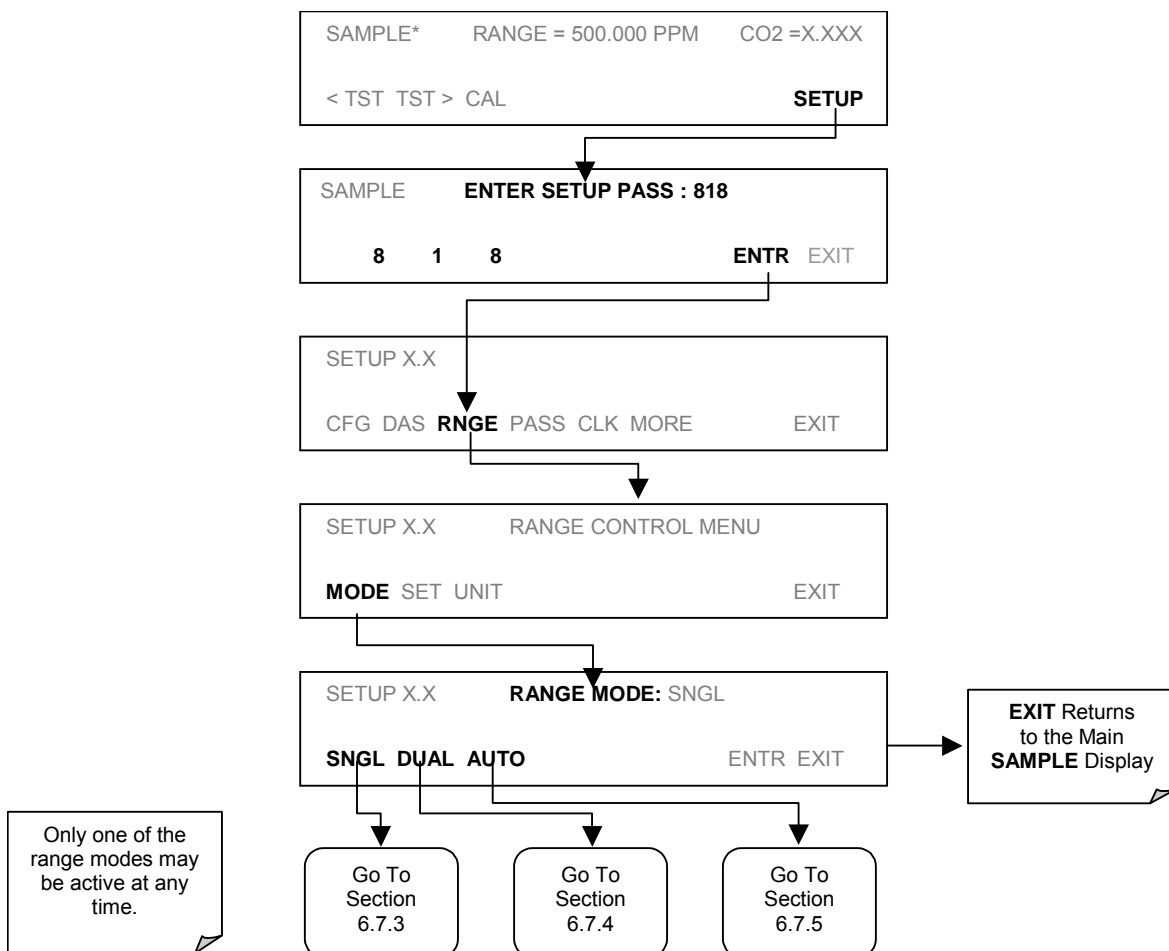 SAMPLE* RANGE = 500.000 PPM CO2 =X.XXX
< TST TST > CAL SETUP
SAMPLE ENTER SETUP PASS : 818
8 1 8 ENTR EXIT
SETUP X.X
CFG DAS RNGE PASS CLK MORE EXIT
SETUP X.X RANGE CONTROL MENU
MODE SET UNIT EXIT
SETUP X.X RANGE MODE: SNGL
SNGL DUAL AUTO ENTR EXIT
EXIT Returns
to the Main
SAMPLE Display
Only one of the
range modes may
be active at any
time.
Go To
Section
6.7.3
Go To
Section
6.7.4
Go To
Section
6.7.5